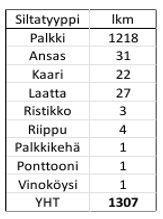 Siltatyyppi lkm
Palkki 1218
Ansas 31
Kaari 22
Laatta 27
Ristikko 3
Riippu 4
Palkkikehä 1
Ponttooni 1
Vinoköysi 1
YHT 1307